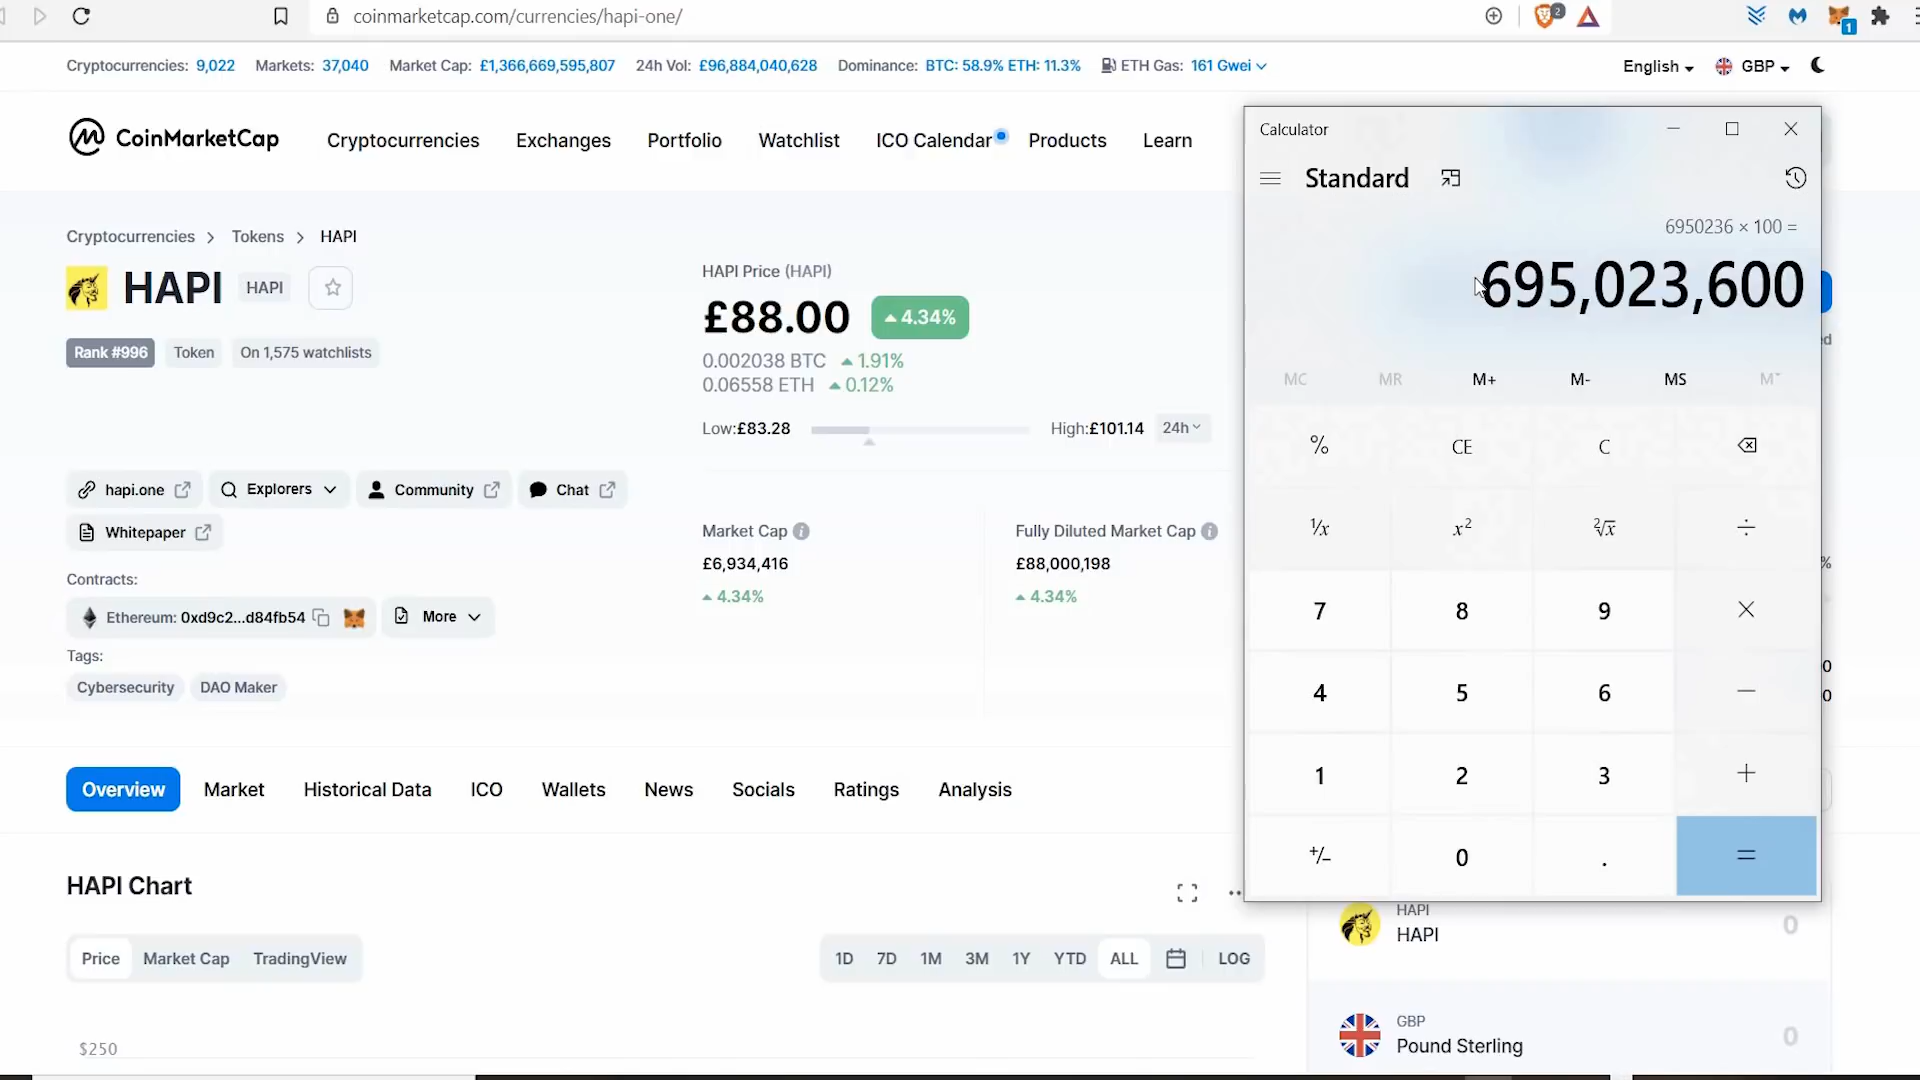 coinmarketcap.com/currencies/hapi-one/
2
1
Cryptocurrencies: 9,022 Markets: 37,040 Market Cap: £1,366,669,595,807 24h Vol: £96,884,040,628 Dominance: BTC: 58.9% ETH: 11.3% ETH Gas: 161 Gwei
English GBP
CoinMarketCap
Cryptocurrencies Exchanges Portfolio Watchlist ICO Calendar Products Learn
Cryptocurrencies > Tokens > HAPI
HAPI HAPI
Rank #996 Token On 1,575 watchlists
hapi.one Explorers Community Chat
Whitepaper
Contracts:
Ethereum: 0xd9c2...d84fb54 More
Tags:
Cybersecurity DAO Maker
HAPI Price (HAPI)
£88.00 4.34%
0.002038 BTC 1.91%
0.06558 ETH 0.12%
Low:£83.28 High:£101.14 24h
Market Cap
£6,934,416
4.34%
Fully Diluted Market Cap
£88,000,198
4.34%
Calculator
Standard
6950236 × 100 =
695,023,600
MC MR M+ M- MS M˅
% CE C
¹/x x² ²√x ÷
7 8 9 ×
4 5 6 −
1 2 3 +
+/− 0 . =
ed
%
0
0
Overview Market Historical Data ICO Wallets News Socials Ratings Analysis
HAPI Chart
Price Market Cap TradingView
1D 7D 1M 3M 1Y YTD ALL LOG
$250
HAPI
HAPI 0
GBP
Pound Sterling 0